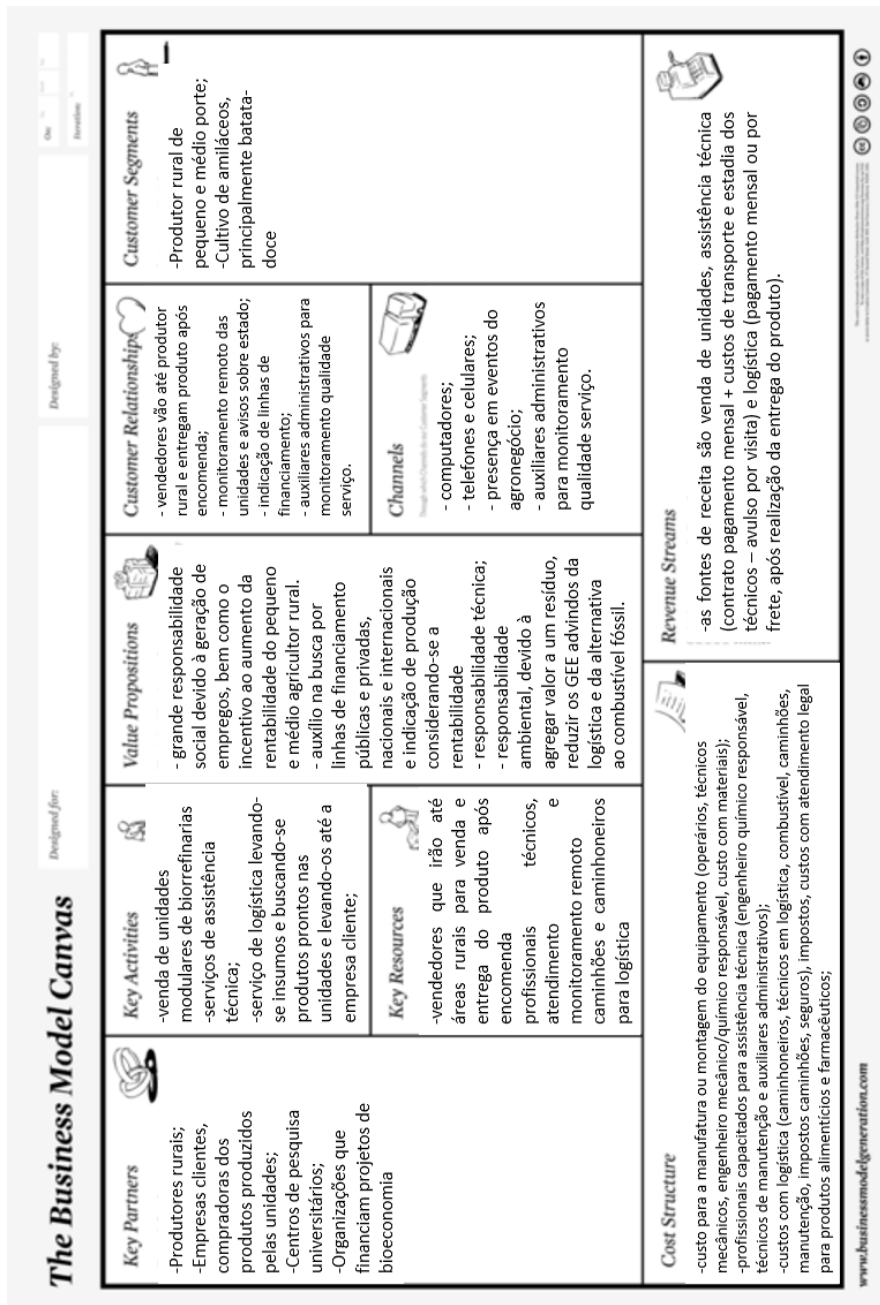 The Business Model Canvas
Designed for:
Designed by:
On:
Iteration:
Key Partners
-Produtores rurais;
-Empresas clientes,
compradoras dos
produtos produzidos
pelas unidades;
-Centros de pesquisa
universitários;
-Organizações que
financiam projetos de
bioeconomia
Key Activities
-venda de unidades
modulares de biorrefinarias
-serviços de assistência
técnica;
-serviço de logística levando-
se insumos e buscando-se
produtos prontos nas
unidades e levando-os até a
empresa cliente;
Key Resources
-vendedores que irão até
áreas rurais para venda e
entrega do produto após
encomenda
profissionais técnicos,
atendimento e
monitoramento remoto
caminhões e caminhoneiros
para logística
Value Propositions
- grande responsabilidade
social devido à geração de
empregos, bem como o
incentivo ao aumento da
rentabilidade do pequeno
e médio agricultor rural.
- auxílio na busca por
linhas de financiamento
públicas e privadas,
nacionais e internacionais
e indicação de produção
considerando-se a
rentabilidade
- responsabilidade técnica;
- responsabilidade
ambiental, devido à
agregar valor a um resíduo,
reduzir os GEE advindos da
logística e da alternativa
ao combustível fóssil.
Customer Relationships
- vendedores vão até produtor
rural e entregam produto após
encomenda;
- monitoramento remoto das
unidades e avisos sobre estado;
- indicação de linhas de
financiamento;
- auxiliares administrativos para
monitoramento qualidade
serviço.
Channels
Through which Channels do our Customer Segments
- computadores;
- telefones e celulares;
- presença em eventos do
agronegócio;
- auxiliares administrativos
para monitoramento
qualidade serviço.
Customer Segments
-Produtor rural de
pequeno e médio porte;
-Cultivo de amiláceos,
principalmente batata-
doce
Cost Structure
-custo para a manufatura ou montagem do equipamento (operários, técnicos
mecânicos, engenheiro mecânico/químico responsável, custo com materiais);
-profissionais capacitados para assistência técnica (engenheiro químico responsável,
técnicos de manutenção e auxiliares administrativos);
-custos com logística (caminhoneiros, técnicos em logística, combustível, caminhões,
manutenção, impostos caminhões, seguros), impostos, custos com atendimento legal
para produtos alimentícios e farmacêuticos;
Revenue Streams
-as fontes de receita são venda de unidades, assistência técnica
(contrato pagamento mensal + custos de transporte e estadia dos
técnicos – avulso por visita) e logística (pagamento mensal ou por
frete, após realização da entrega do produto).
www.businessmodelgeneration.com